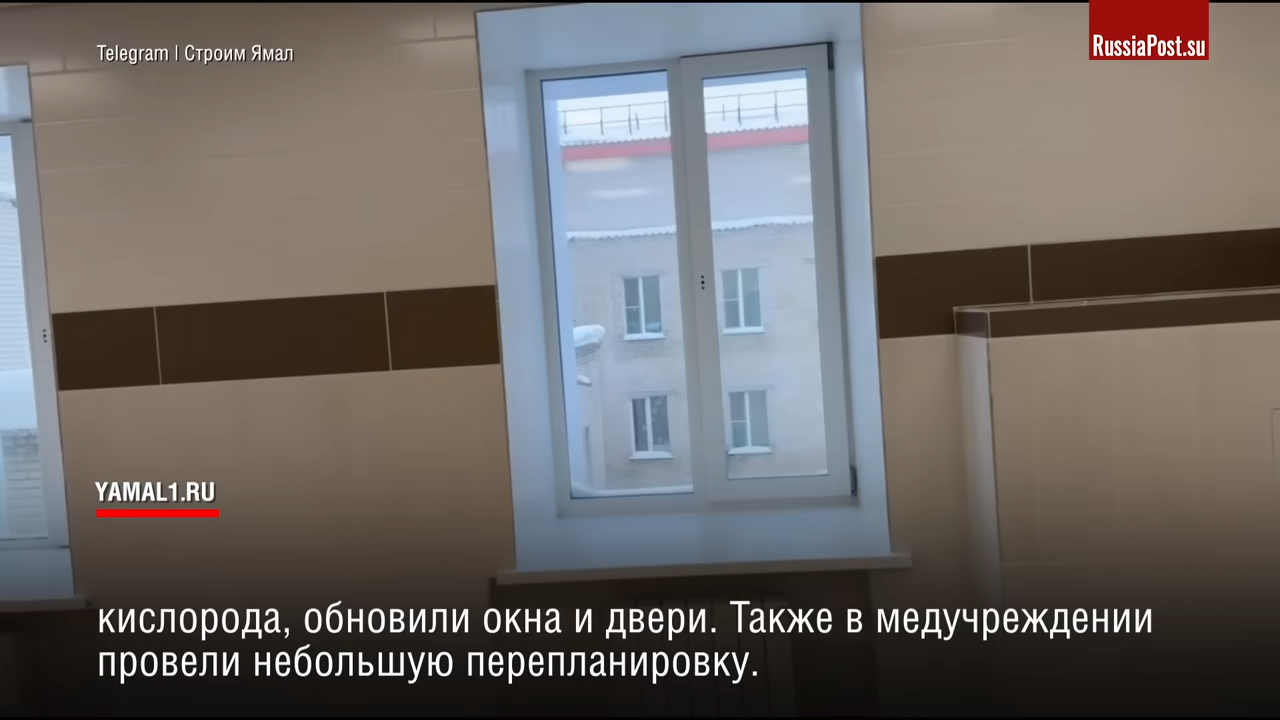 Telegram | Строим Ямал
RussiaPost.su
YAMAL1.RU
кислорода, обновили окна и двери. Также в медучреждении
провели небольшую перепланировку.